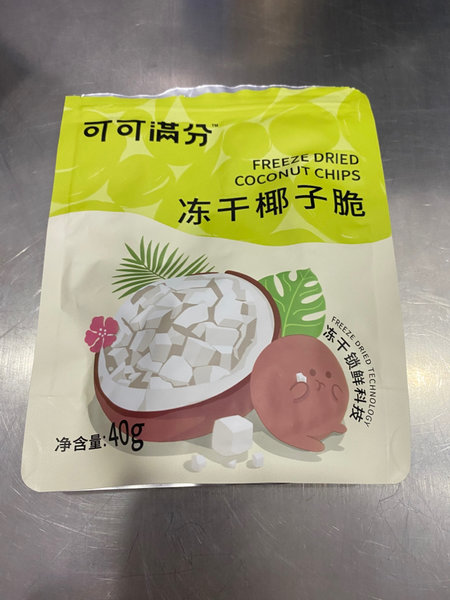 可可满分™
FREEZE DRIED
COCONUT CHIPS
冻干椰子脆
FREEZE DRIED TECHNOLOGY
冻干锁鲜科技
净含量:40g